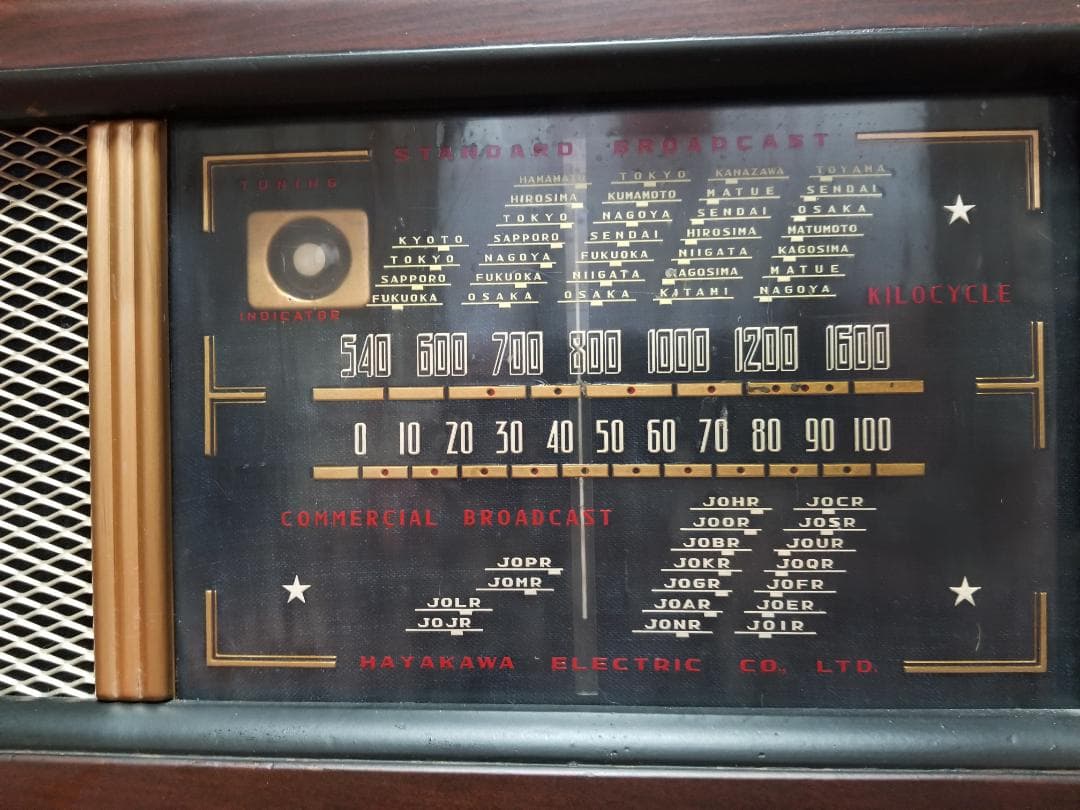 STANDARD BROADCAST
TUNING
INDICATOR
HAMAMATU TOKYO KANAZAWA TOYAMA
HIROSIMA KUMAMOTO MATUE SENDAI
TOKYO NAGOYA SENDAI OSAKA
KYOTO SAPPORO SENDAI HIROSIMA MATUMOTO
TOKYO NAGOYA FUKUOKA NIIGATA KAGOSIMA
SAPPORO FUKUOKA NIIGATA KAGOSIMA MATUE
FUKUOKA OSAKA OSAKA KITAMI NAGOYA
KILOCYCLE
540 600 700 800 1000 1200 1600
0 10 20 30 40 50 60 70 80 90 100
COMMERCIAL BROADCAST
JOHR JOCR
JOOR JOSR
JOBR JOUR
JOPR JOKR JOQR
JOMR JOGR JOFR
JOLR JOAR JOER
JOJR JONR JOIR
HAYAKAWA ELECTRIC CO., LTD.